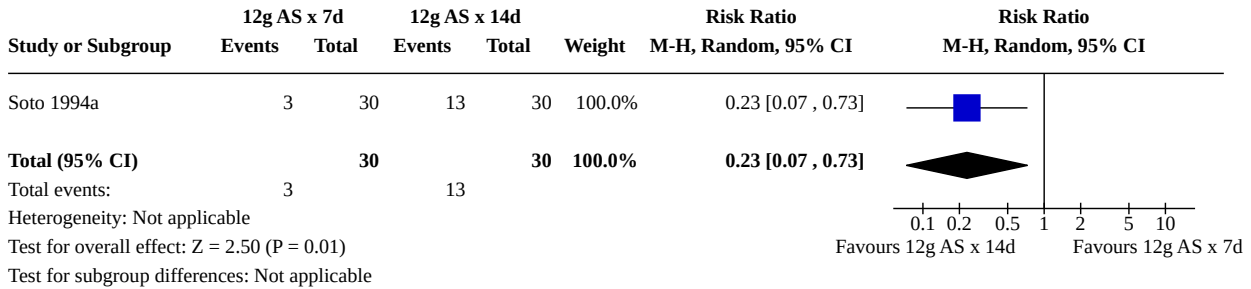 12g AS x 7d 12g AS x 14d Risk Ratio Risk Ratio
Study or Subgroup Events Total Events Total Weight M-H, Random, 95% CI M-H, Random, 95% CI
Soto 1994a 3 30 13 30 100.0% 0.23 [0.07 , 0.73]
Total (95% CI) 30 30 100.0% 0.23 [0.07 , 0.73]
Total events: 3 13
Heterogeneity: Not applicable
0.1 0.2 0.5 1 2 5 10
Test for overall effect: Z = 2.50 (P = 0.01) Favours 12g AS x 14d Favours 12g AS x 7d
Test for subgroup differences: Not applicable